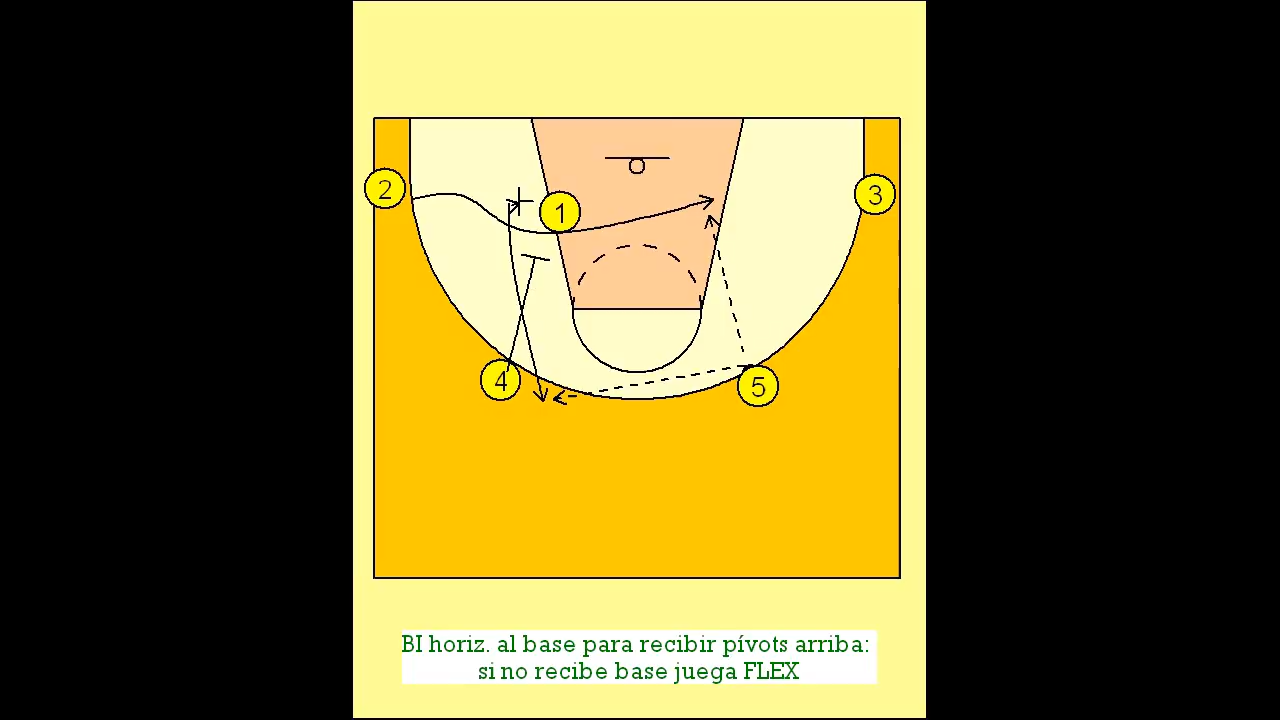 2
1
3
4
5
BI horiz. al base para recibir pívots arriba:
si no recibe base juega FLEX